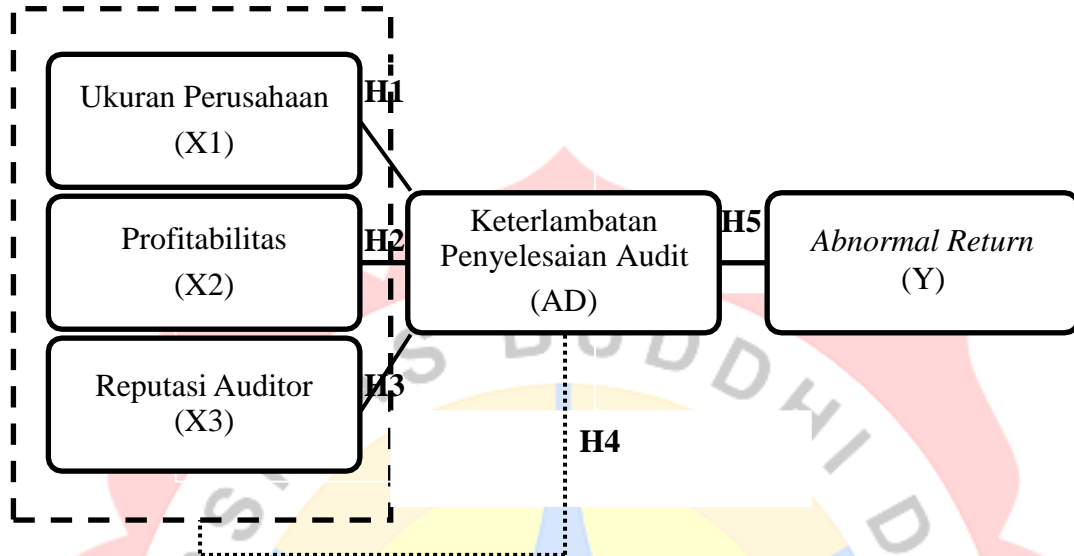 Ukuran Perusahaan
(X1)
H1
Profitabilitas
(X2)
H2
Reputasi Auditor
(X3)
H3
Keterlambatan
Penyelesaian Audit
(AD)
H4
H5
Abnormal Return
(Y)
S BUDDHI D